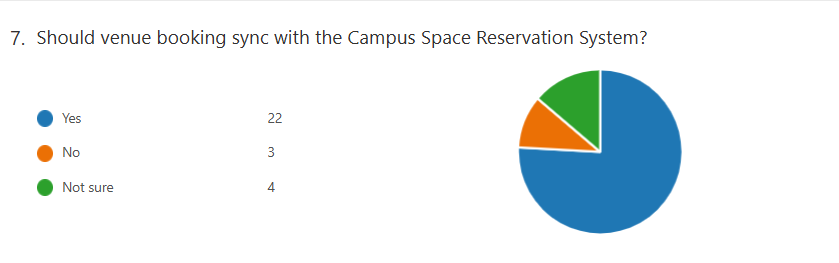 7. Should venue booking sync with the Campus Space Reservation System?
Yes 22
No 3
Not sure 4